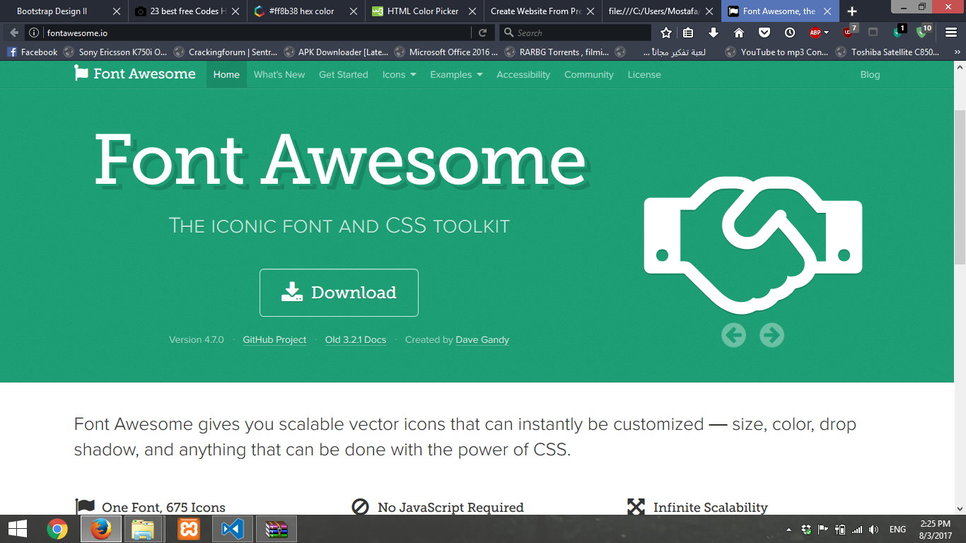 Bootstrap Design II
23 best free Codes H
#ff8b38 hex color
HTML Color Picker
Create Website From Pro
file:///C:/Users/Mostafa
Font Awesome, the
fontawesome.io
Search
ABP
7
1
10
Facebook
Sony Ericsson K750i O...
Crackingforum | Sentr...
APK Downloader [Late...
Microsoft Office 2016 ...
RARBG Torrents , filmi...
لعبة تفكير مجاناً ...
YouTube to mp3 Con...
Toshiba Satellite C850...
Font Awesome
Home
What's New
Get Started
Icons
Examples
Accessibility
Community
License
Blog
Font Awesome
The iconic font and CSS toolkit
Download
Version 4.7.0 · GitHub Project · Old 3.2.1 Docs · Created by Dave Gandy
Font Awesome gives you scalable vector icons that can instantly be customized — size, color, drop
shadow, and anything that can be done with the power of CSS.
One Font, 675 Icons
No JavaScript Required
Infinite Scalability
ENG
2:25 PM
8/3/2017